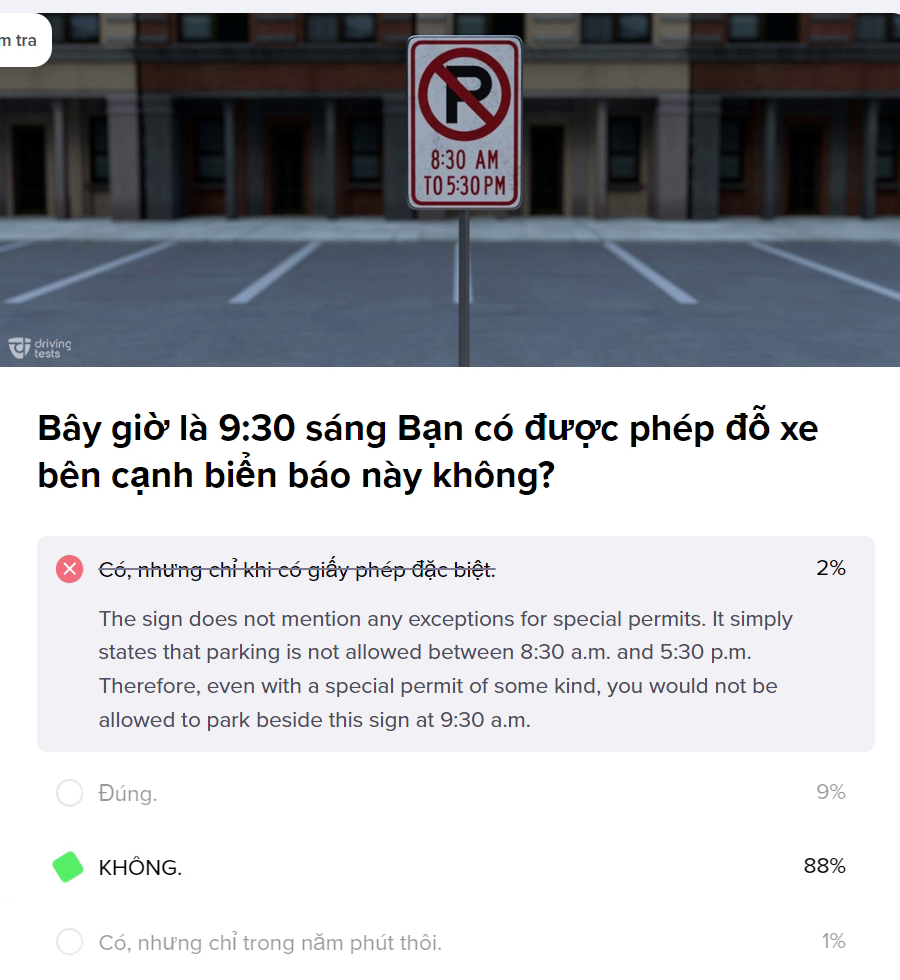 m tra
P
8:30 AM
TO 5:30 PM
driving
tests
Bây giờ là 9:30 sáng Bạn có được phép đỗ xe
bên cạnh biển báo này không?
Có, nhưng chỉ khi có giấy phép đặc biệt.
2%
The sign does not mention any exceptions for special permits. It simply
states that parking is not allowed between 8:30 a.m. and 5:30 p.m.
Therefore, even with a special permit of some kind, you would not be
allowed to park beside this sign at 9:30 a.m.
Đúng.
9%
KHÔNG.
88%
Có, nhưng chỉ trong năm phút thôi.
1%